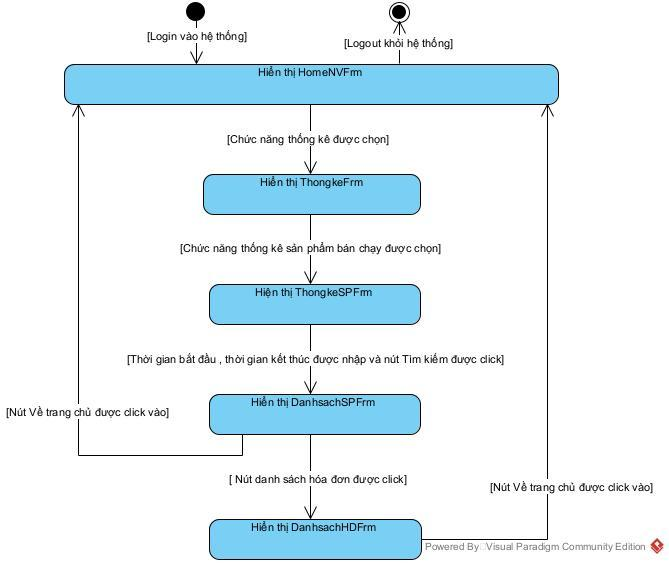 [Login vào hệ thống]
[Logout khỏi hệ thống]
Hiển thị HomeNVFrm
[Chức năng thống kê được chọn]
Hiển thị ThongkeFrm
[Chức năng thống kê sản phẩm bán chạy được chọn]
Hiện thị ThongkeSPFrm
[Thời gian bắt đầu , thời gian kết thúc được nhập và nút Tìm kiếm được click]
Hiển thị DanhsachSPFrm
[Nút Về trang chủ được click vào]
[ Nút danh sách hóa đơn được click]
[Nút Về trang chủ được click vào]
Hiển thị DanhsachHDFrm
Powered By Visual Paradigm Community Edition